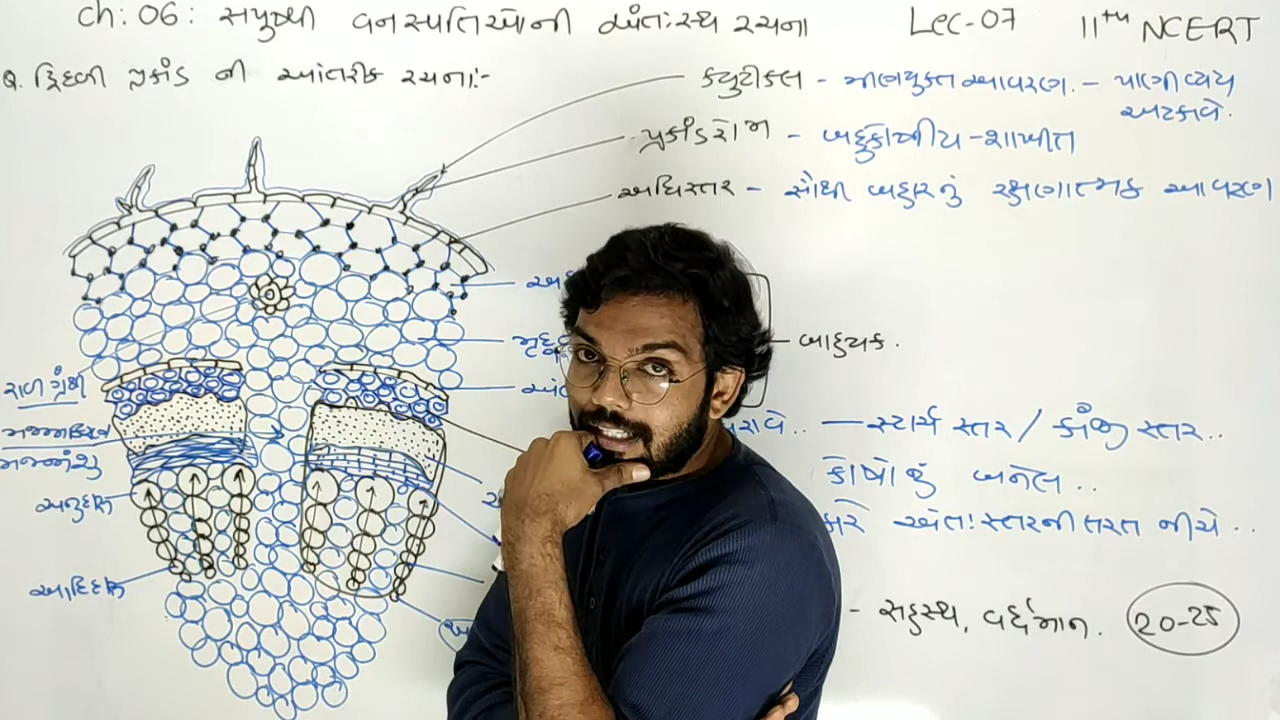 Ch: 06: સપુષ્પી વનસ્પતિઓની અંતઃસ્થ રચના Lec-07 11th NCERT
Q. દ્વિદળી પ્રકાંડ ની આંતરીક રચના:-
ક્યુટીકલ - મીણયુક્ત આવરણ. - પાણીવ્યય
અટકાવે.
પ્રકાંડરોમ - બહુકોષીય-શાખીત
અધિસ્તર - સૌથી બહારનું રક્ષણાત્મક આવરણ
બાહ્યક.
રાળ ગ્રંથી
મજ્જાકિરણ
મજ્જાંશુ
અનુદારુ
આદિદારુ
સ્ટાર્ચ સ્તર / કાંજી સ્તર..
કોષોનું બનેલ..
અંતઃસ્તરની તરત નીચે..
- સહસ્થ, વર્દ્ધમાન. 20-25